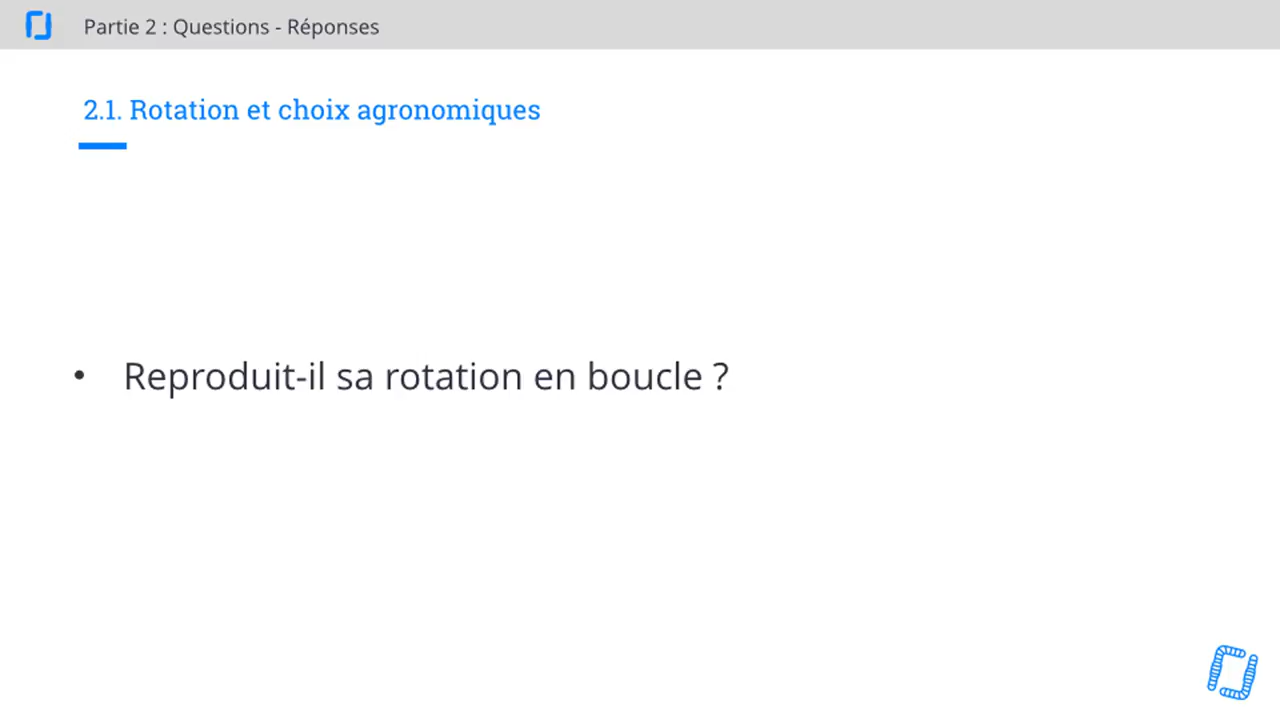 Partie 2 : Questions - Réponses
2.1. Rotation et choix agronomiques
• Reproduit-il sa rotation en boucle ?